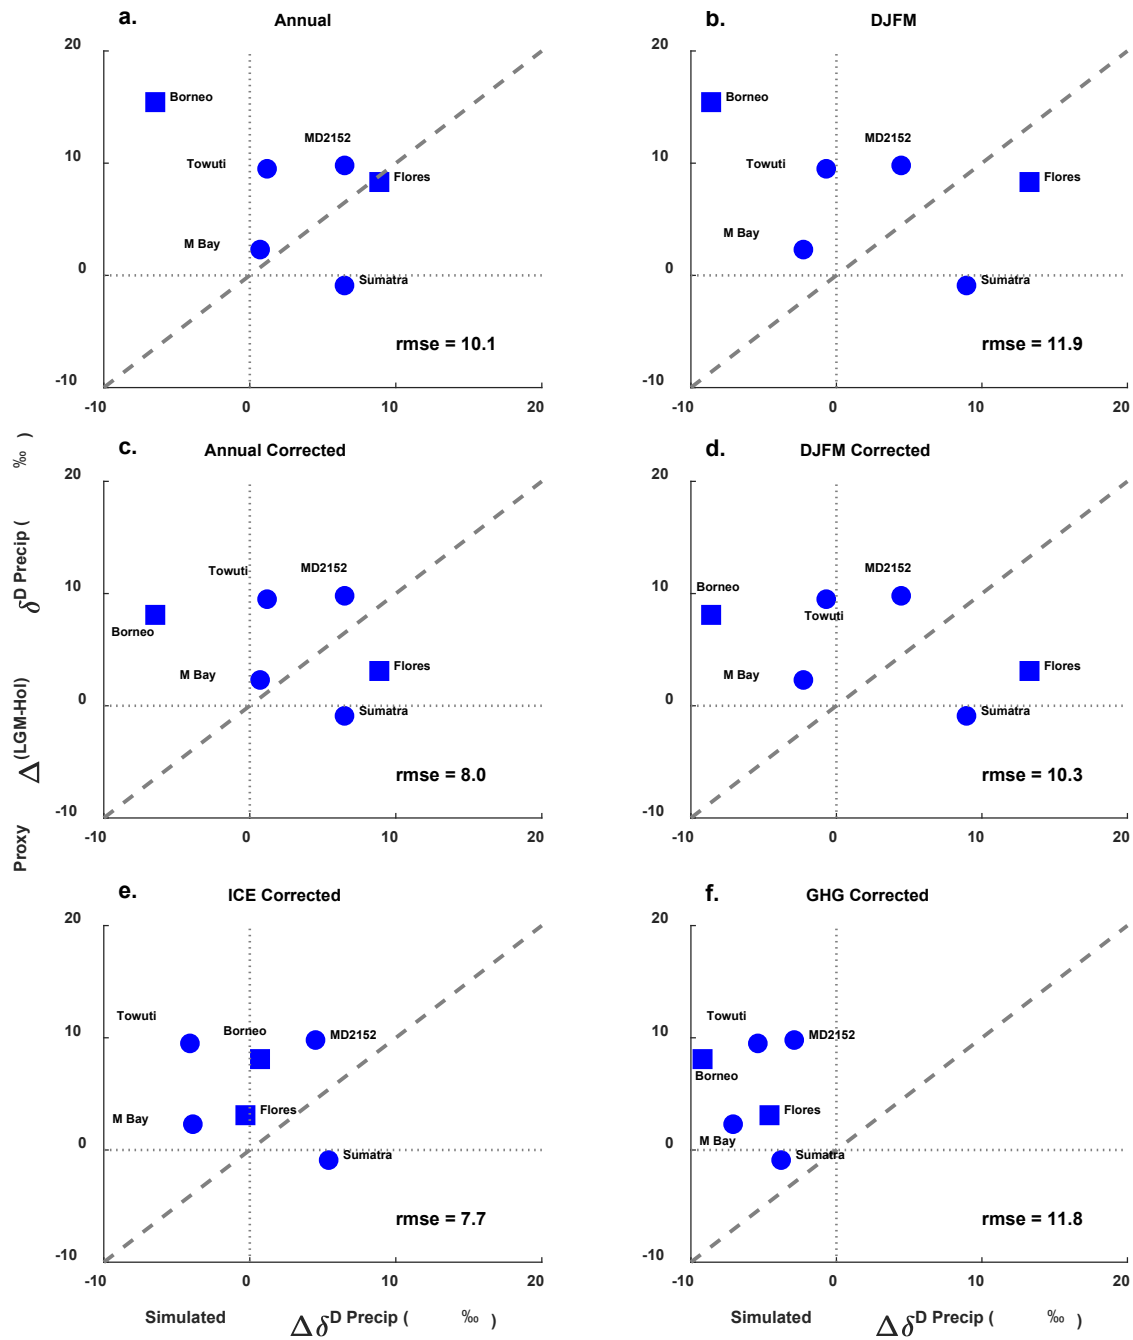 a.
Annual
20
10
0
-10
-10
0
10
20
Borneo
MD2152
Towuti
Flores
M Bay
Sumatra
rmse = 10.1
b.
DJFM
20
10
0
-10
-10
0
10
20
Borneo
MD2152
Towuti
Flores
M Bay
Sumatra
rmse = 11.9
c.
Annual Corrected
20
10
0
-10
-10
0
10
20
Towuti
MD2152
Borneo
Flores
M Bay
Sumatra
rmse = 8.0
d.
DJFM Corrected
20
10
0
-10
-10
0
10
20
MD2152
Borneo
Towuti
Flores
M Bay
Sumatra
rmse = 10.3
e.
ICE Corrected
20
10
0
-10
-10
0
10
20
Towuti
Borneo
MD2152
Flores
M Bay
Sumatra
rmse = 7.7
f.
GHG Corrected
20
10
0
-10
-10
0
10
20
Towuti
MD2152
Borneo
Flores
M Bay
Sumatra
rmse = 11.8
Proxy Δ(LGM-Hol) δD Precip ( ‰ )
Simulated Δ δD Precip ( ‰ )